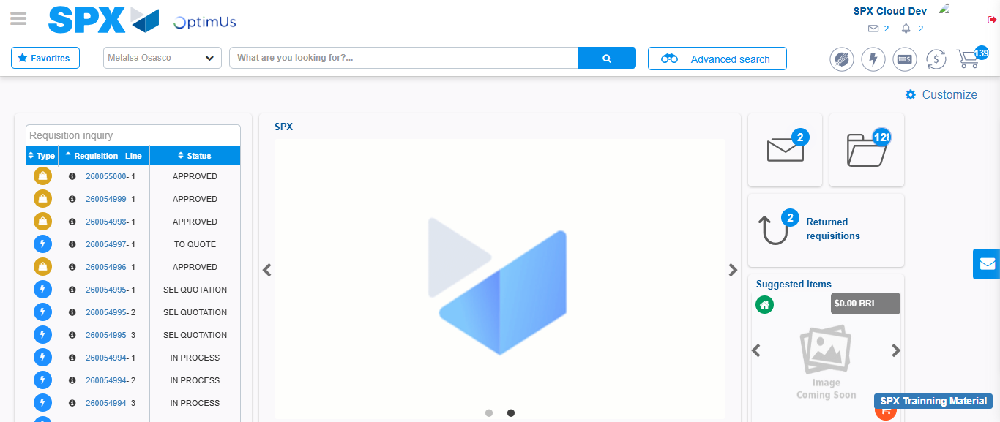 SPX
OptimUs
SPX Cloud Dev
2 2
Favorites
Metalsa Osasco
What are you looking for?...
Advanced search
$
139
Customize
Requisition inquiry
Type Requisition - Line Status
260055000- 1 APPROVED
260054999- 1 APPROVED
260054998- 1 APPROVED
260054997- 1 TO QUOTE
260054996- 1 APPROVED
260054995- 1 SEL QUOTATION
260054995- 2 SEL QUOTATION
260054995- 3 SEL QUOTATION
260054994- 1 IN PROCESS
260054994- 2 IN PROCESS
260054994- 3 IN PROCESS
SPX
2
2
Returned
requisitions
Suggested items
$0.00 BRL
Image
Coming Soon
SPX Trainning Material